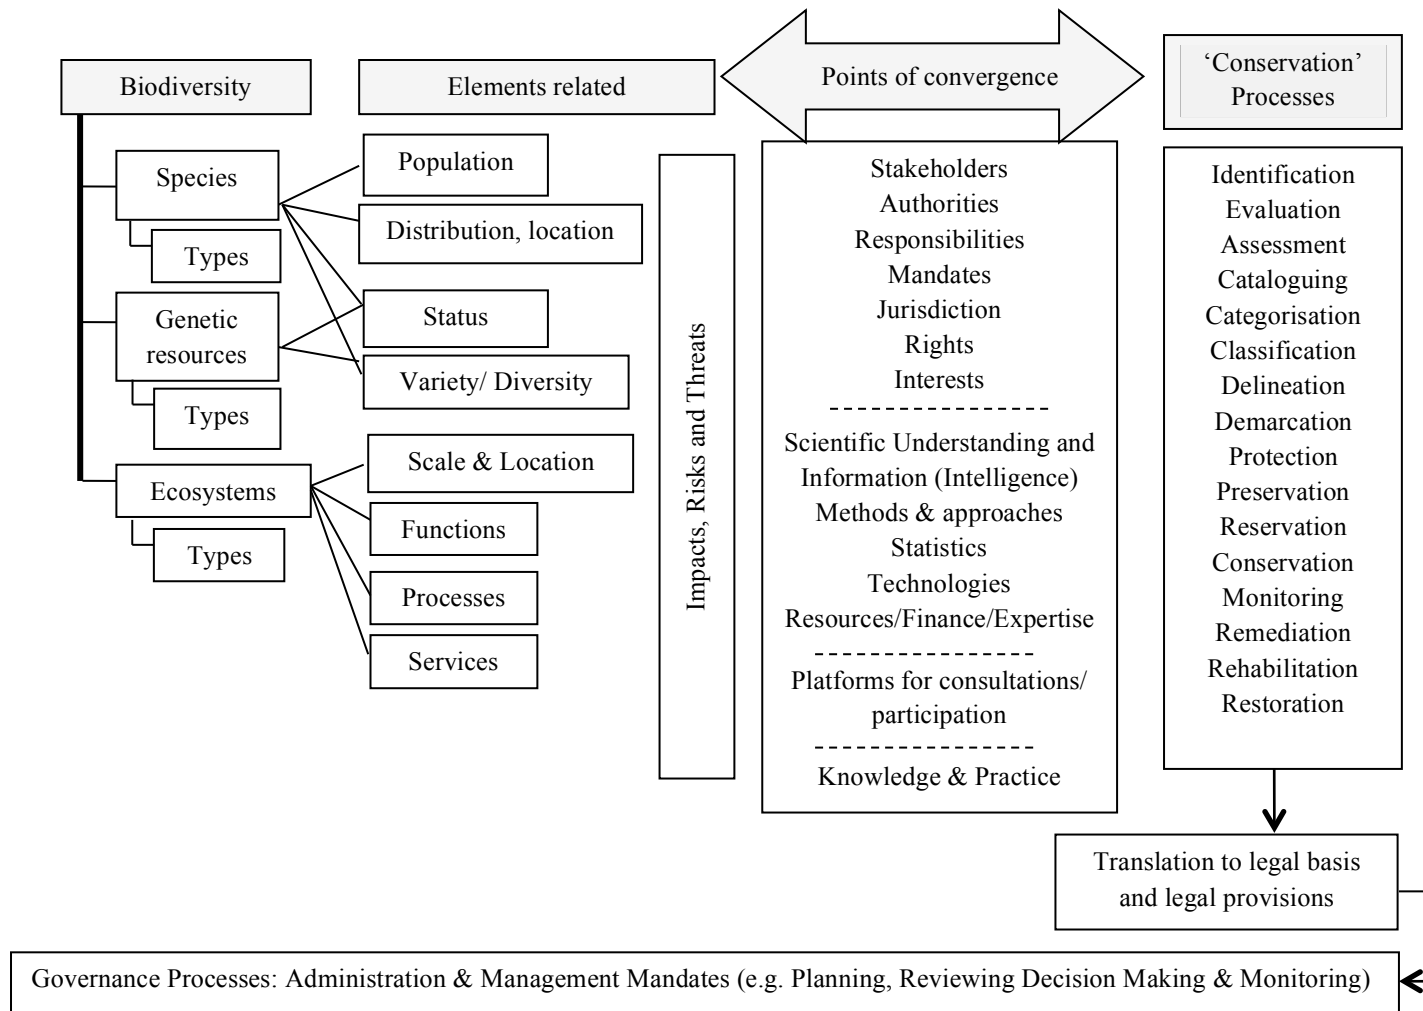 Biodiversity
Elements related
Points of convergence
‘Conservation’
Processes
Species
Types
Genetic
resources
Types
Ecosystems
Types
Population
Distribution, location
Status
Variety/ Diversity
Scale & Location
Functions
Processes
Services
Impacts, Risks and Threats
Stakeholders
Authorities
Responsibilities
Mandates
Jurisdiction
Rights
Interests
Scientific Understanding and
Information (Intelligence)
Methods & approaches
Statistics
Technologies
Resources/Finance/Expertise
Platforms for consultations/
participation
Knowledge & Practice
Identification
Evaluation
Assessment
Cataloguing
Categorisation
Classification
Delineation
Demarcation
Protection
Preservation
Reservation
Conservation
Monitoring
Remediation
Rehabilitation
Restoration
Translation to legal basis
and legal provisions
Governance Processes: Administration & Management Mandates (e.g. Planning, Reviewing Decision Making & Monitoring)